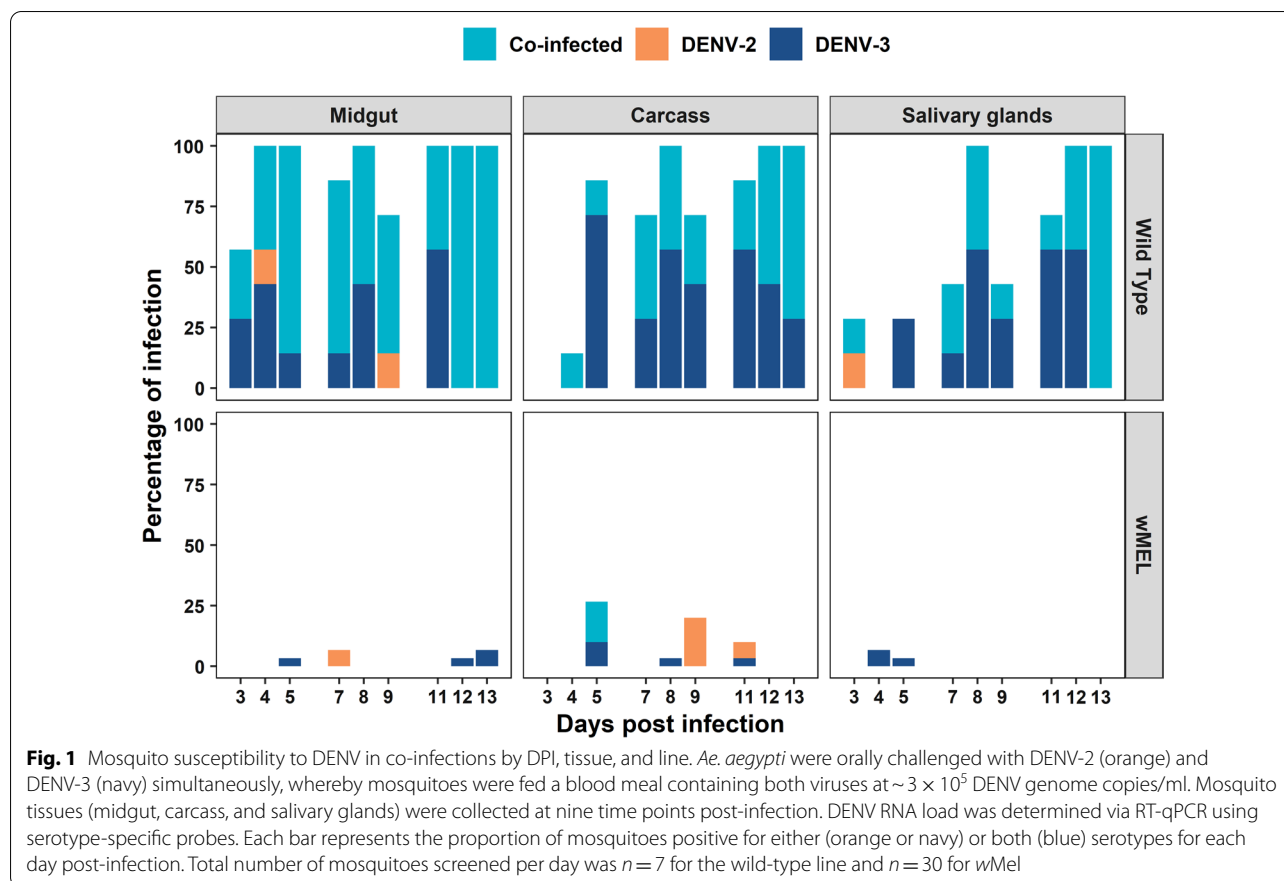 Co-infected DENV-2 DENV-3
Midgut Carcass Salivary glands
Percentage of infection
100
75
50
25
0
Wild Type
100
75
50
25
0
wMEL
3 4 5 7 8 9 11 12 13 3 4 5 7 8 9 11 12 13 3 4 5 7 8 9 11 12 13
Days post infection
Fig. 1 Mosquito susceptibility to DENV in co-infections by DPI, tissue, and line. Ae. aegypti were orally challenged with DENV-2 (orange) and
DENV-3 (navy) simultaneously, whereby mosquitoes were fed a blood meal containing both viruses at ~ 3 × 10⁵ DENV genome copies/ml. Mosquito
tissues (midgut, carcass, and salivary glands) were collected at nine time points post-infection. DENV RNA load was determined via RT-qPCR using
serotype-specific probes. Each bar represents the proportion of mosquitoes positive for either (orange or navy) or both (blue) serotypes for each
day post-infection. Total number of mosquitoes screened per day was n = 7 for the wild-type line and n = 30 for wMel